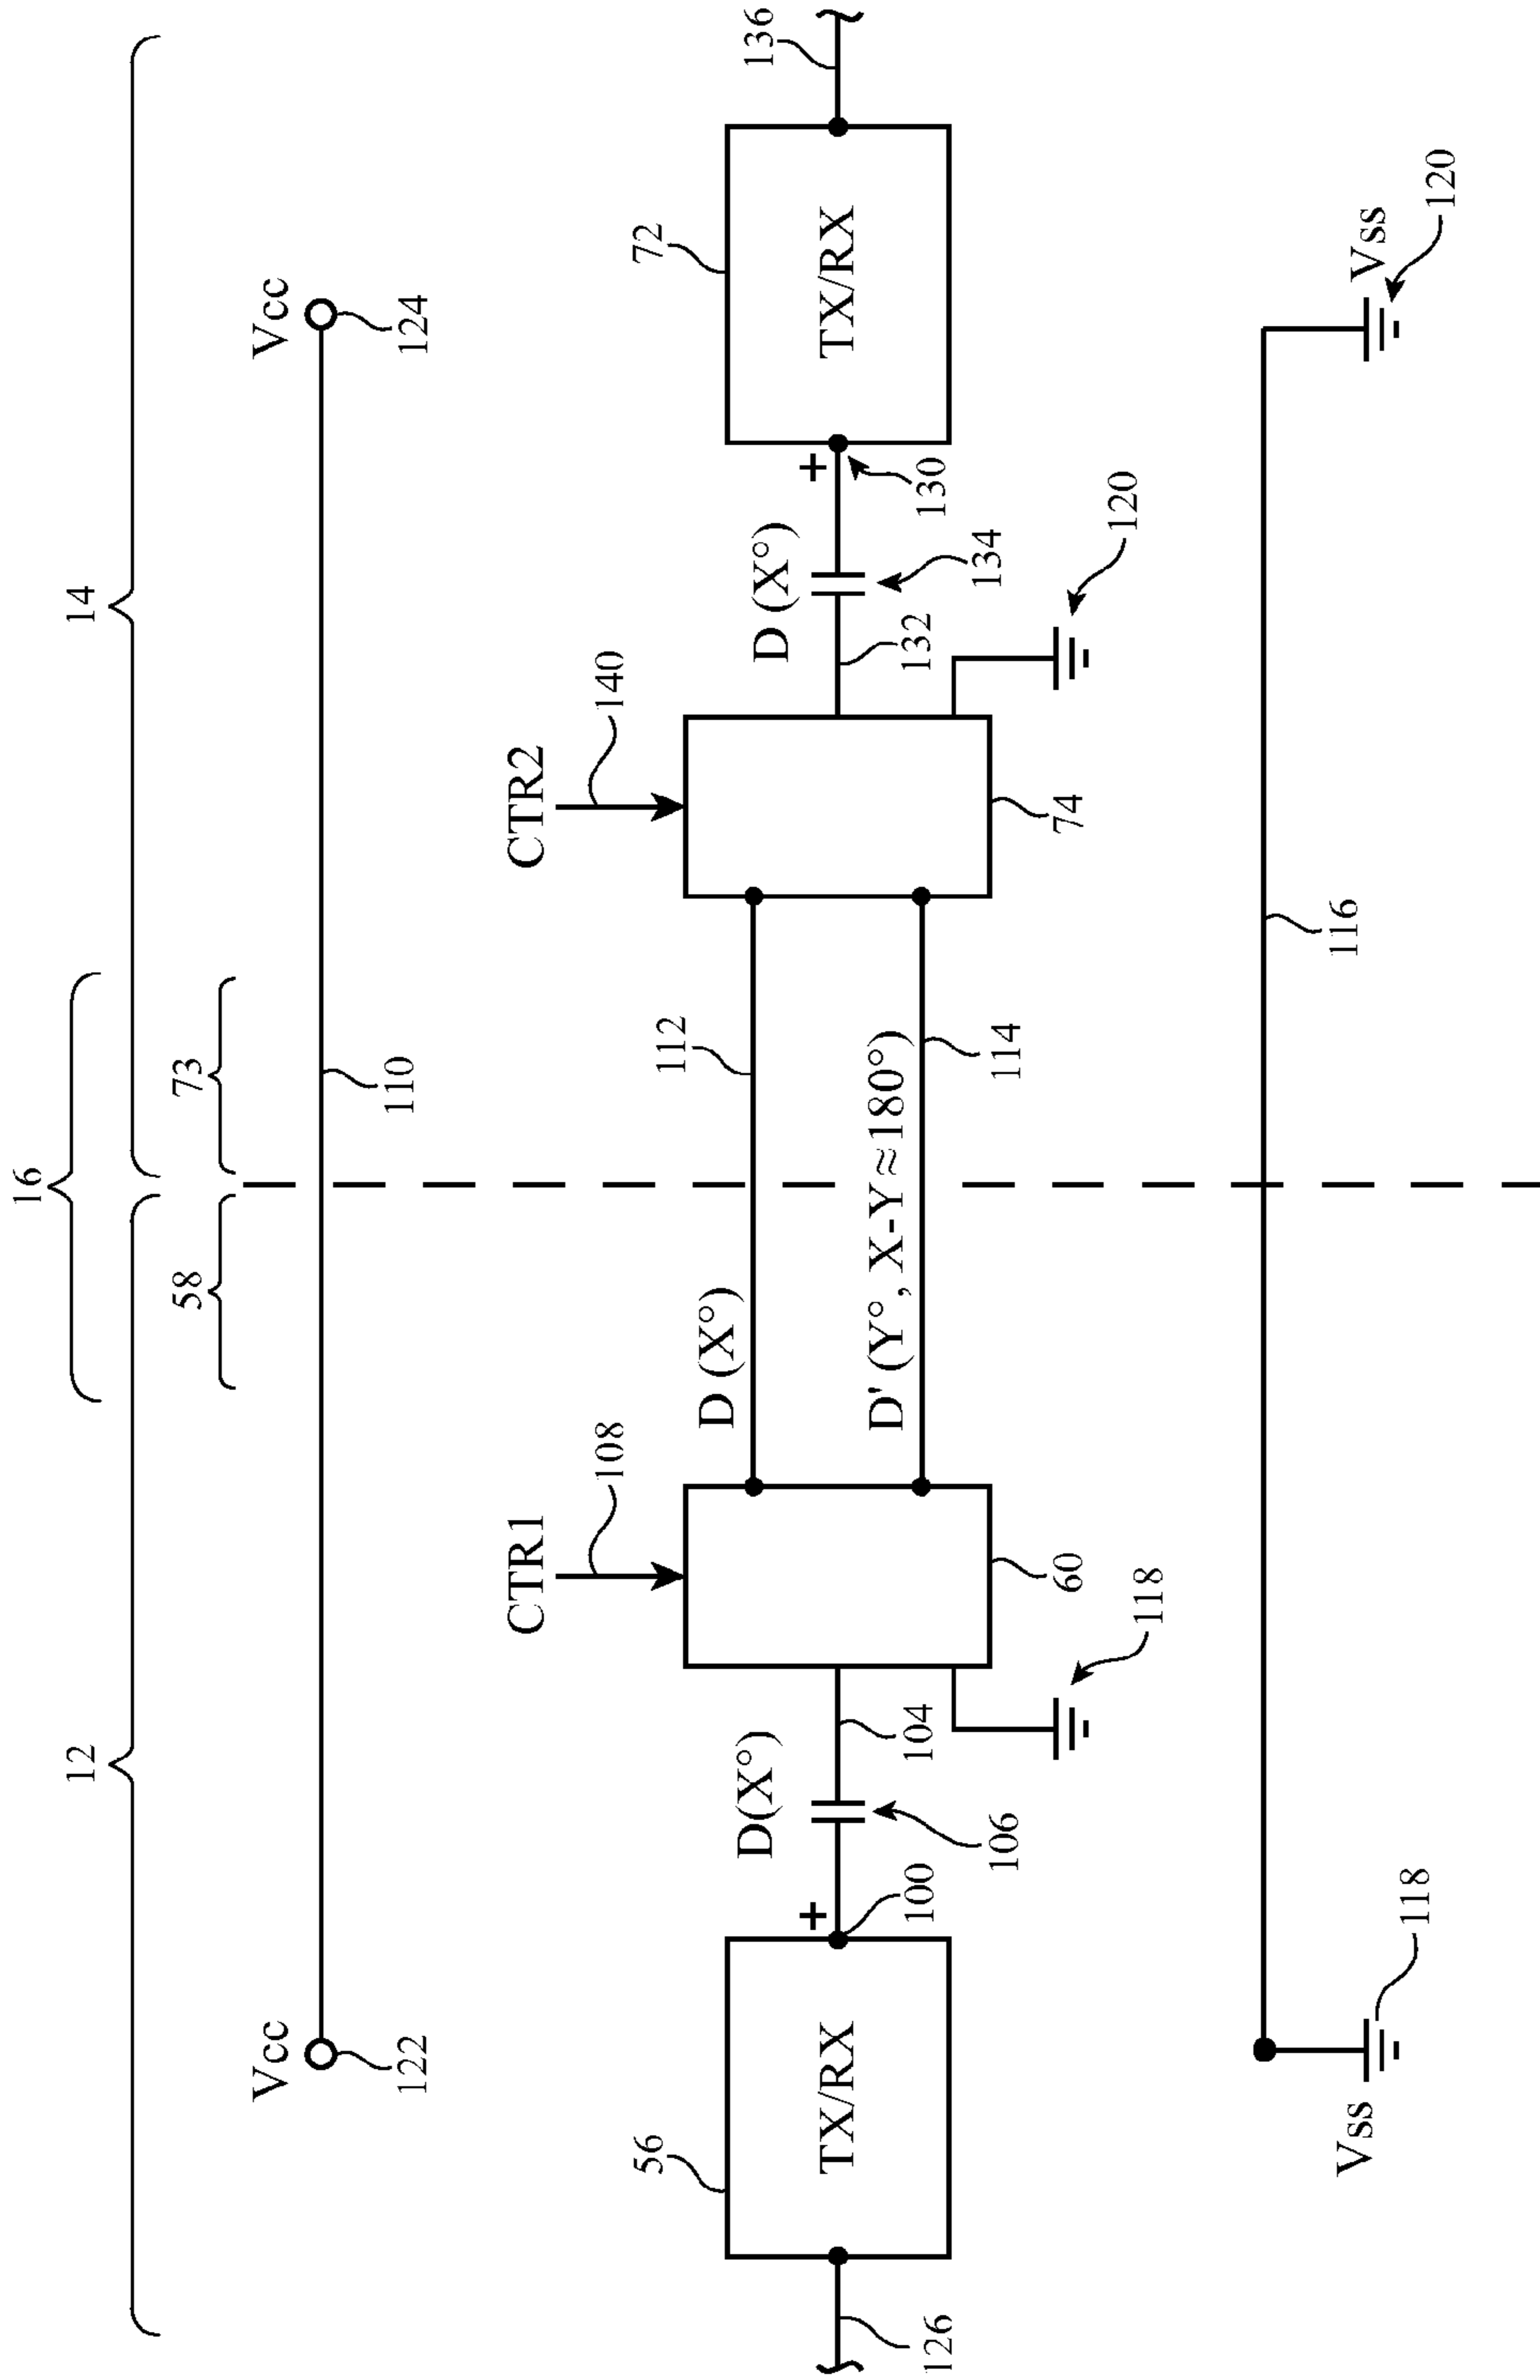 16
12
14
58
73
Vcc
Vcc
122
110
124
CTR1
108
CTR2
140
56
TX/RX
126
+
100
D(X°)
106
104
60
118
D (X°)
112
D' (Y°, X-Y≈180°)
114
74
D (X°)
132
134
120
+
130
72
TX/RX
136
Vss
118
116
Vss
120